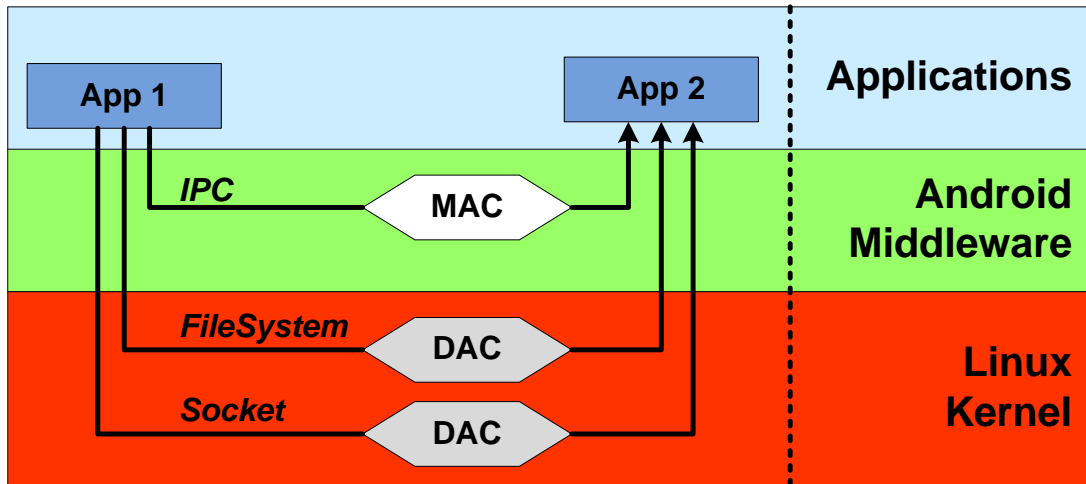 Applications
App 1
App 2
IPC
MAC
Android
Middleware
FileSystem
DAC
Linux
Kernel
Socket
DAC